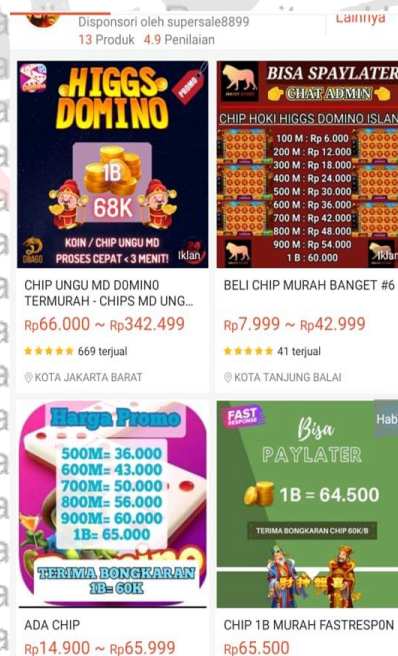 Disponsori oleh supersale8899
Lainnya
13 Produk 4.9 Penilaian
HIGGS
DOMINO
PROMO
1B
68K
KOIN / CHIP UNGU MD
PROSES CEPAT < 3 MENIT!
DRAGO
24
Iklan
CHIP UNGU MD D0MIN0
TERMURAH - CHIPS MD UNG...
Rp66.000 ~ Rp342.499
669 terjual
KOTA JAKARTA BARAT
BISA SPAYLATER
CHAT ADMIN
CHIP HOKI HIGGS DOMINO ISLAN
100 M : Rp 6.000
200 M : Rp 12.000
300 M : Rp 18.000
400 M : Rp 24.000
500 M : Rp 30.000
600 M : Rp 36.000
700 M : Rp 42.000
800 M : Rp 48.000
900 M : Rp 54.000
1 B : 60.000
Iklan
BELI CHIP MURAH BANGET #6
Rp7.999 ~ Rp42.999
41 terjual
KOTA TANJUNG BALAI
Harga Promo
500M= 36.000
600M= 43.000
700M= 50.000
800M= 56.000
900M= 60.000
1B= 65.000
TERIMA BONGKARAN
1B= 60K
ADA CHIP
Rp14.900 ~ Rp65.999
FAST
RESPONSE
Hab
Bisa
PAYLATER
1B = 64.500
TERIMA BONGKARAN CHIP 60K/B
CHIP 1B MURAH FASTRESP0N
Rp65.500